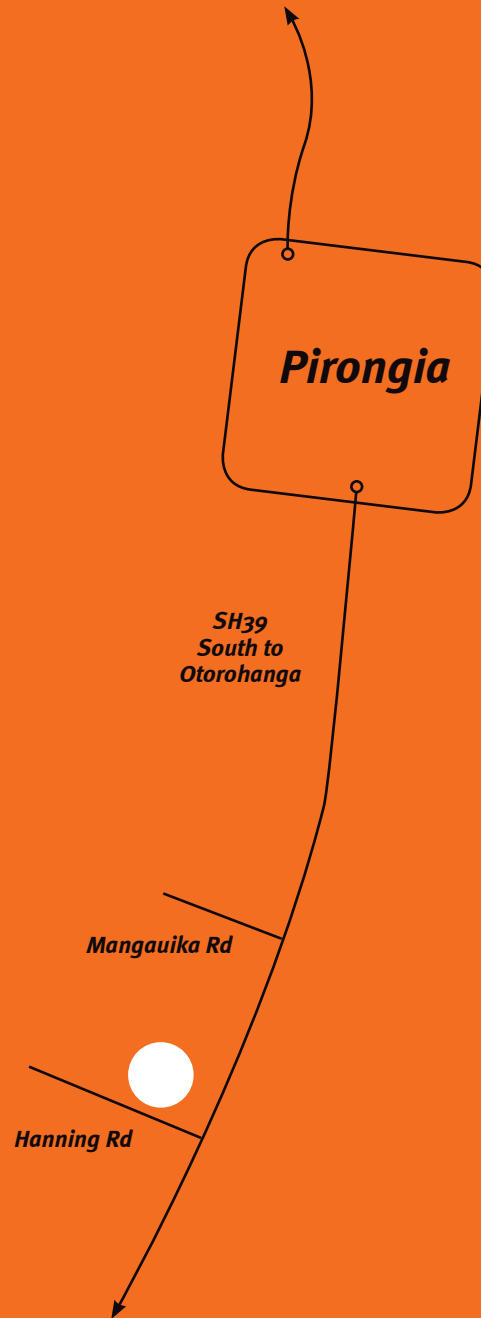 Pirongia
SH39
South to
Otorohanga
Mangauika Rd
Hanning Rd